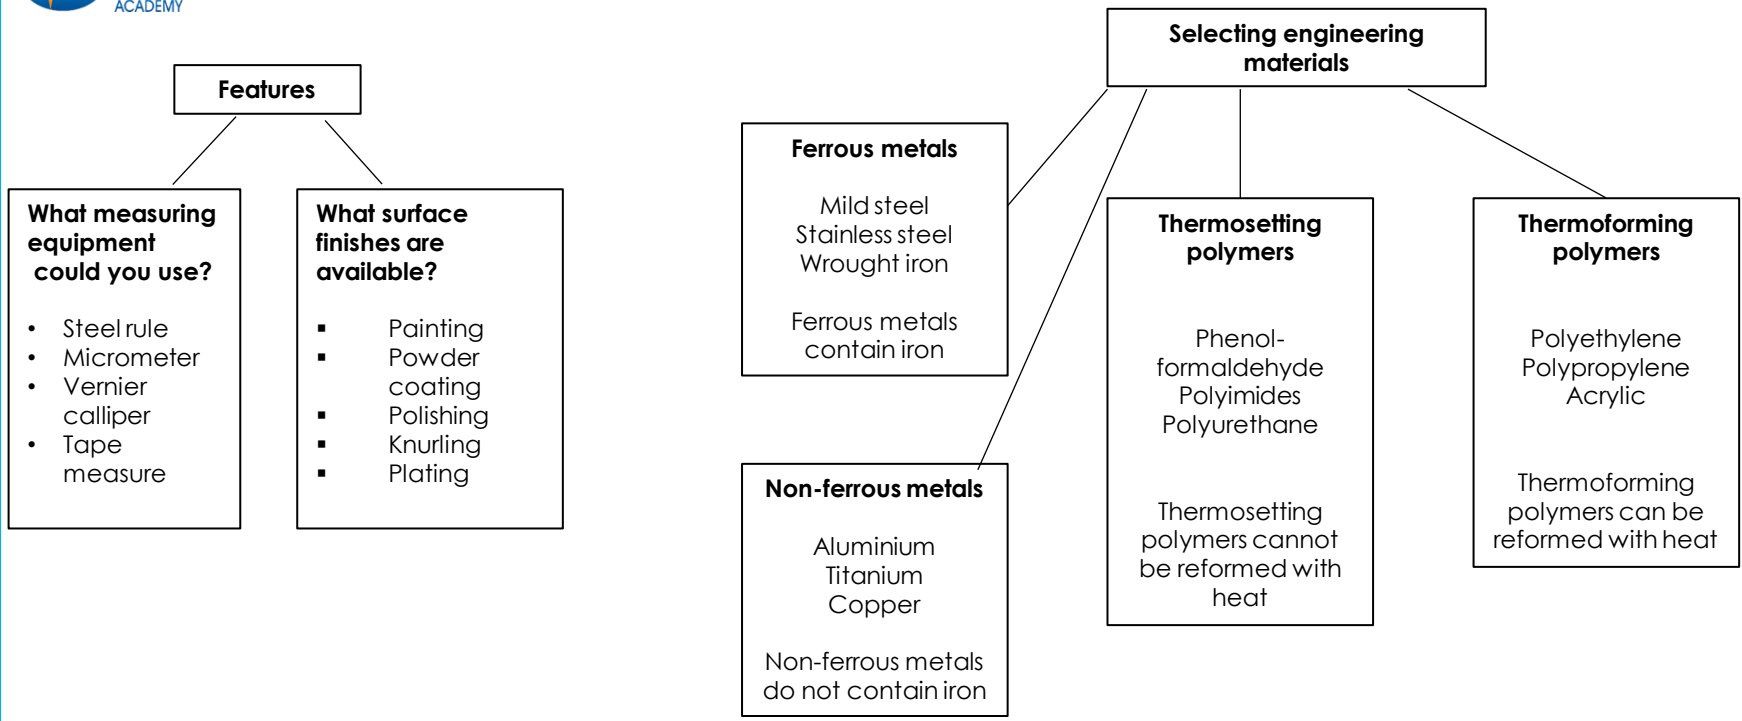 ACADEMY
Features
What measuring
equipment
could you use?
• Steel rule
• Micrometer
• Vernier
calliper
• Tape
measure
What surface
finishes are
available?
▪ Painting
▪ Powder
coating
▪ Polishing
▪ Knurling
▪ Plating
Selecting engineering
materials
Ferrous metals
Mild steel
Stainless steel
Wrought iron
Ferrous metals
contain iron
Non-ferrous metals
Aluminium
Titanium
Copper
Non-ferrous metals
do not contain iron
Thermosetting
polymers
Phenol-
formaldehyde
Polyimides
Polyurethane
Thermosetting
polymers cannot
be reformed with
heat
Thermoforming
polymers
Polyethylene
Polypropylene
Acrylic
Thermoforming
polymers can be
reformed with heat